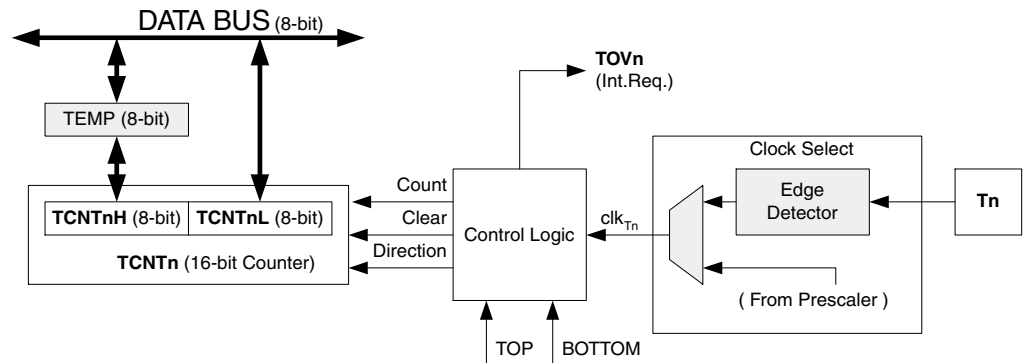 DATA BUS (8-bit)
TOVn
(Int.Req.)
TEMP (8-bit)
Clock Select
Count
Edge
Detector
Tn
TCNTnH (8-bit)
TCNTnL (8-bit)
Clear
Control Logic
clkTn
Direction
TCNTn (16-bit Counter)
( From Prescaler )
TOP
BOTTOM